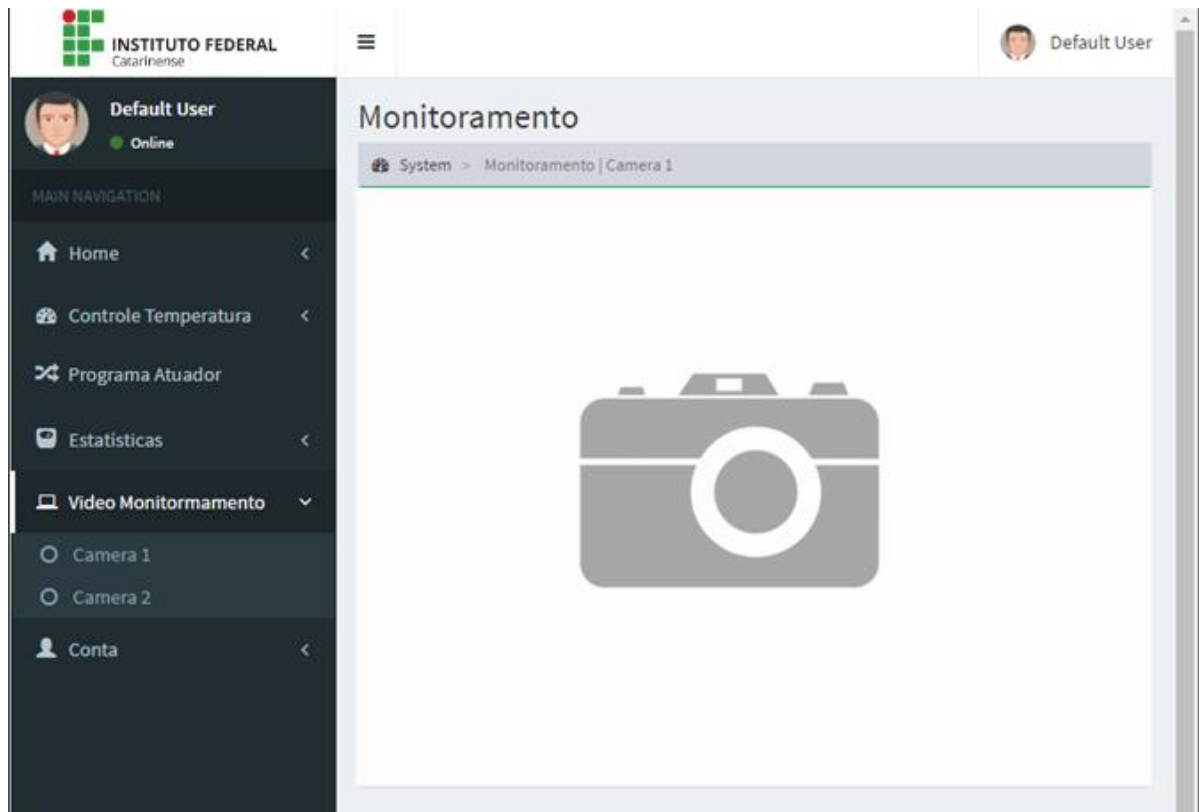 INSTITUTO FEDERAL
Catarinense
Default User
Default User
Online
MAIN NAVIGATION
Home
Controle Temperatura
Programa Atuador
Estatísticas
Video Monitormamento
Camera 1
Camera 2
Conta
Monitoramento
System > Monitoramento | Camera 1